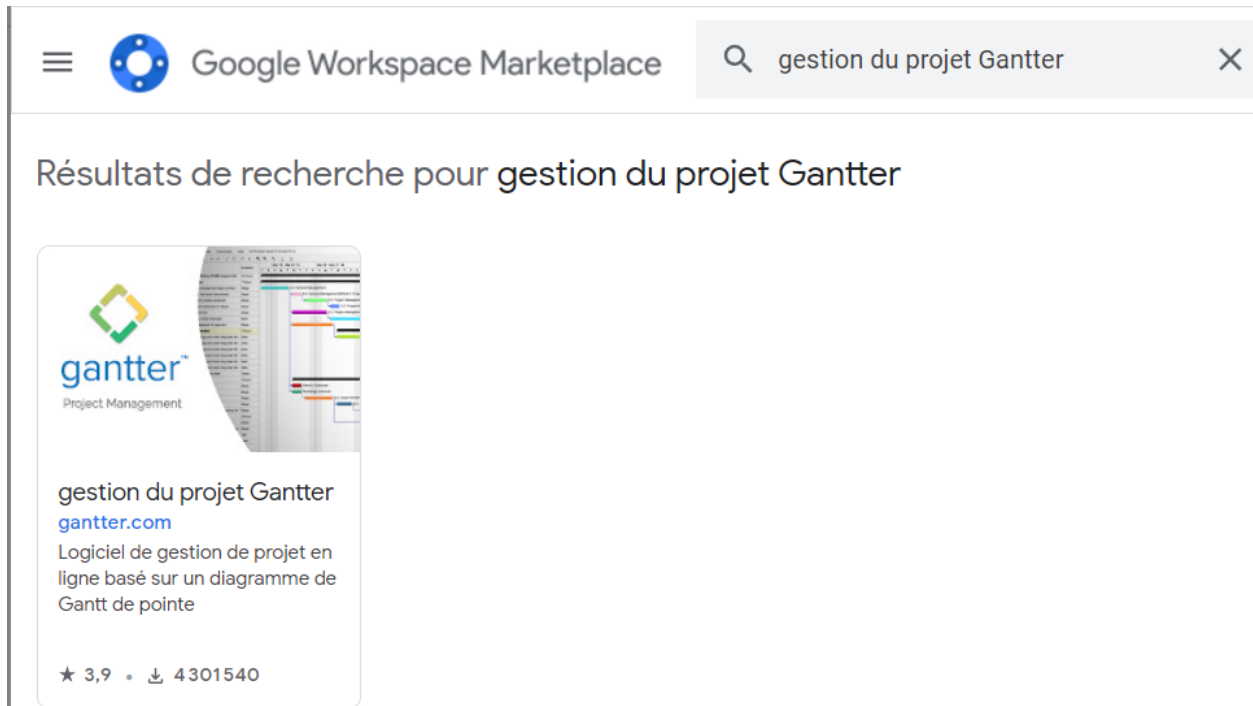 Google Workspace Marketplace
gestion du projet Gantter
Résultats de recherche pour gestion du projet Gantter
gantter™
Project Management
gestion du projet Gantter
gantter.com
Logiciel de gestion de projet en
ligne basé sur un diagramme de
Gantt de pointe
★ 3,9 • 4301540